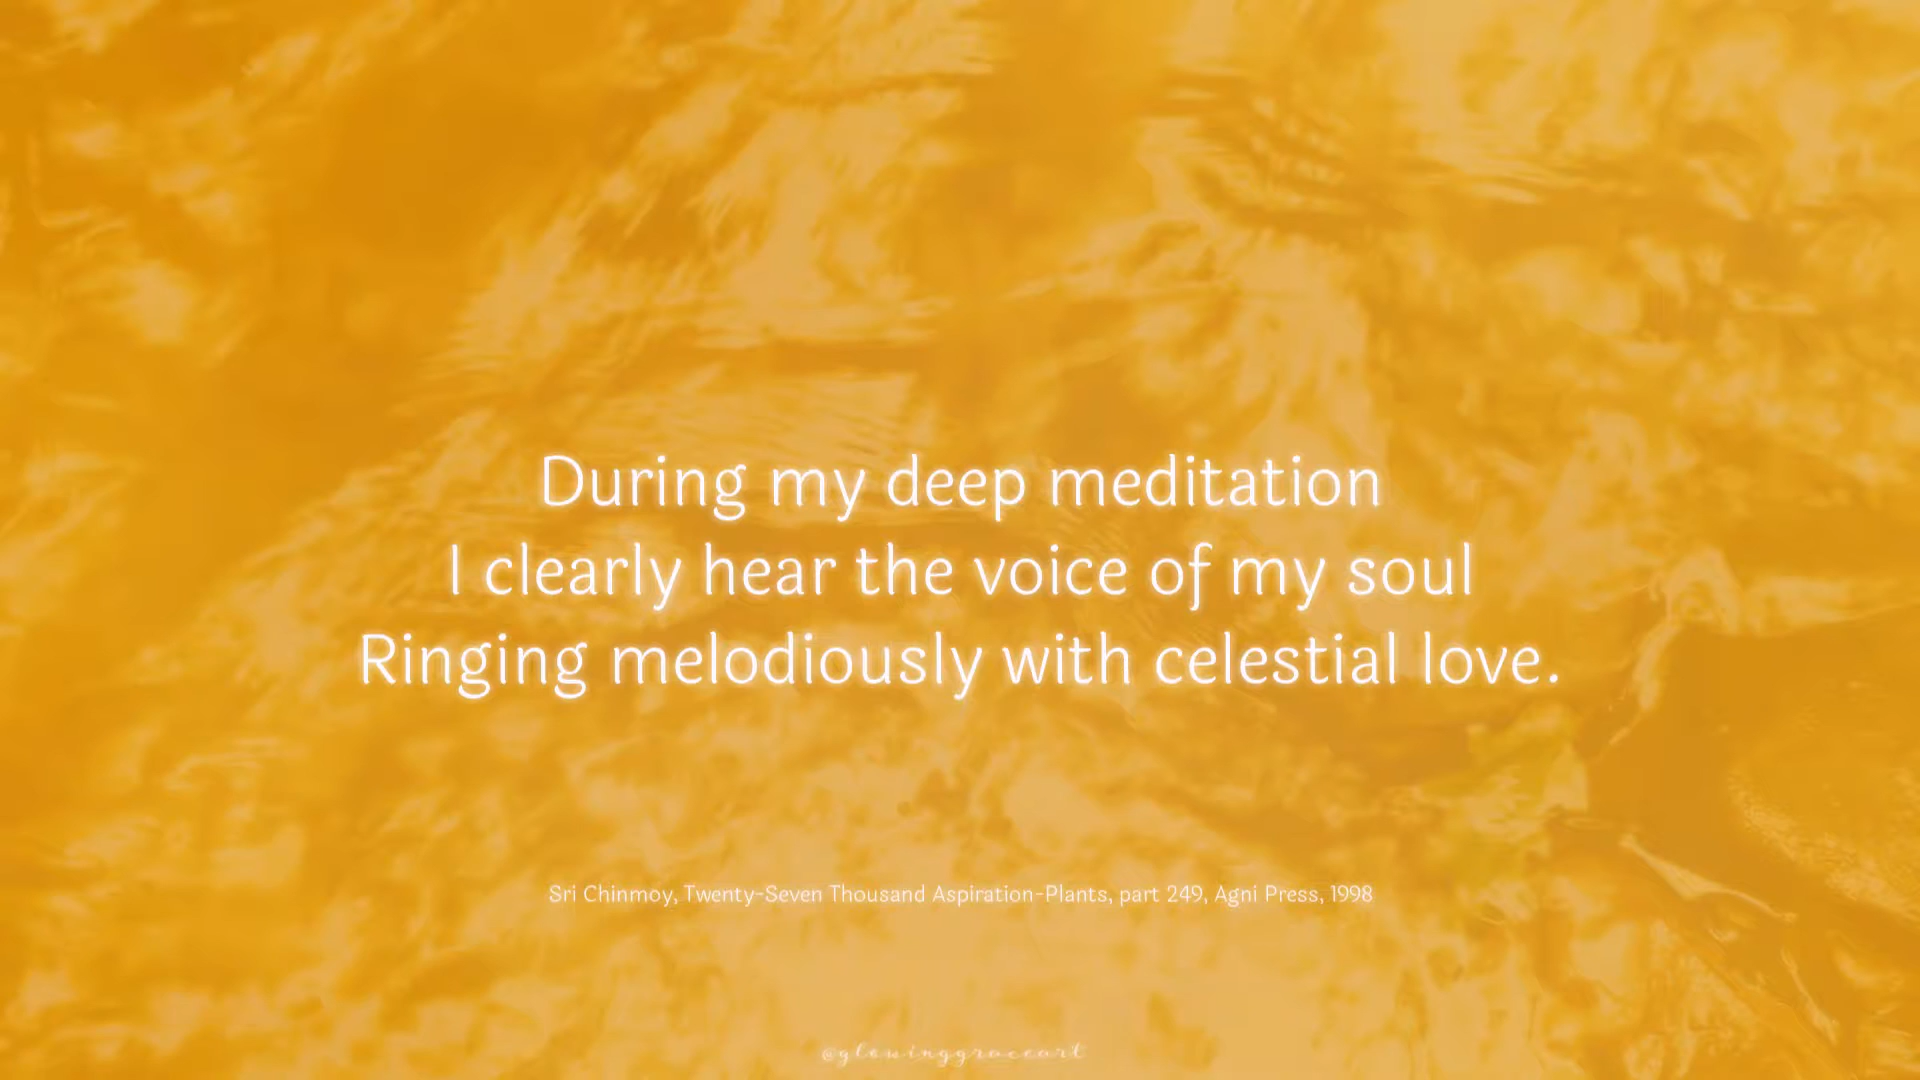 During my deep meditation
I clearly hear the voice of my soul
Ringing melodiously with celestial love.
Sri Chinmoy, Twenty-Seven Thousand Aspiration-Plants, part 249, Agni Press, 1998
@glowinggraceart